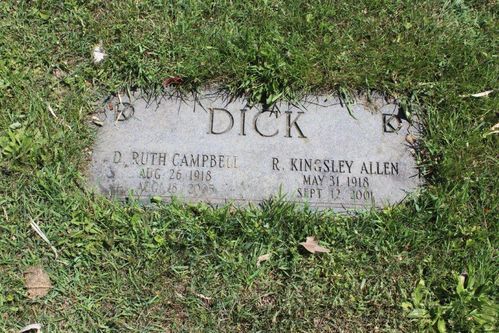 DICK
D. RUTH CAMPBELL
AUG 26 1918
R. KINGSLEY ALLEN
MAY 31 1918
SEPT 12 2001